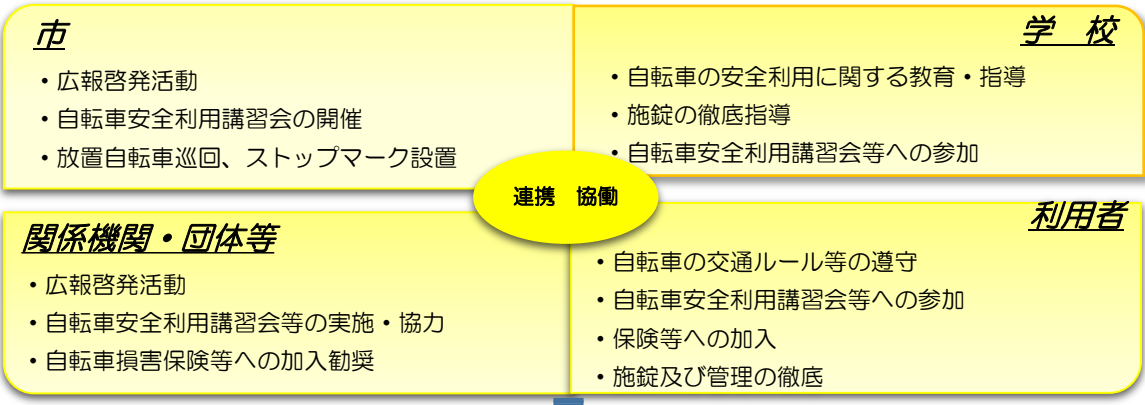 市
・広報啓発活動
・自転車安全利用講習会の開催
・放置自転車巡回、ストップマーク設置
学　校
・自転車の安全利用に関する教育・指導
・施錠の徹底指導
・自転車安全利用講習会等への参加
連携　協働
関係機関・団体等
・広報啓発活動
・自転車安全利用講習会等の実施・協力
・自転車損害保険等への加入勧奨
利用者
・自転車の交通ルール等の遵守
・自転車安全利用講習会等への参加
・保険等への加入
・施錠及び管理の徹底